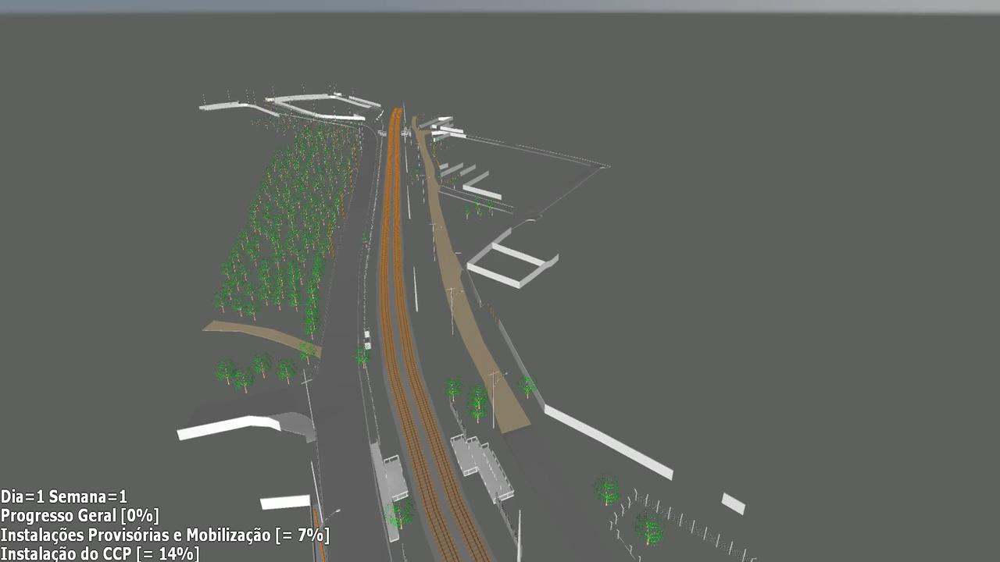 Dia=1 Semana=1
Progresso Geral [0%]
Instalações Provisórias e Mobilização [= 7%]
Instalação do CCP [= 14%]